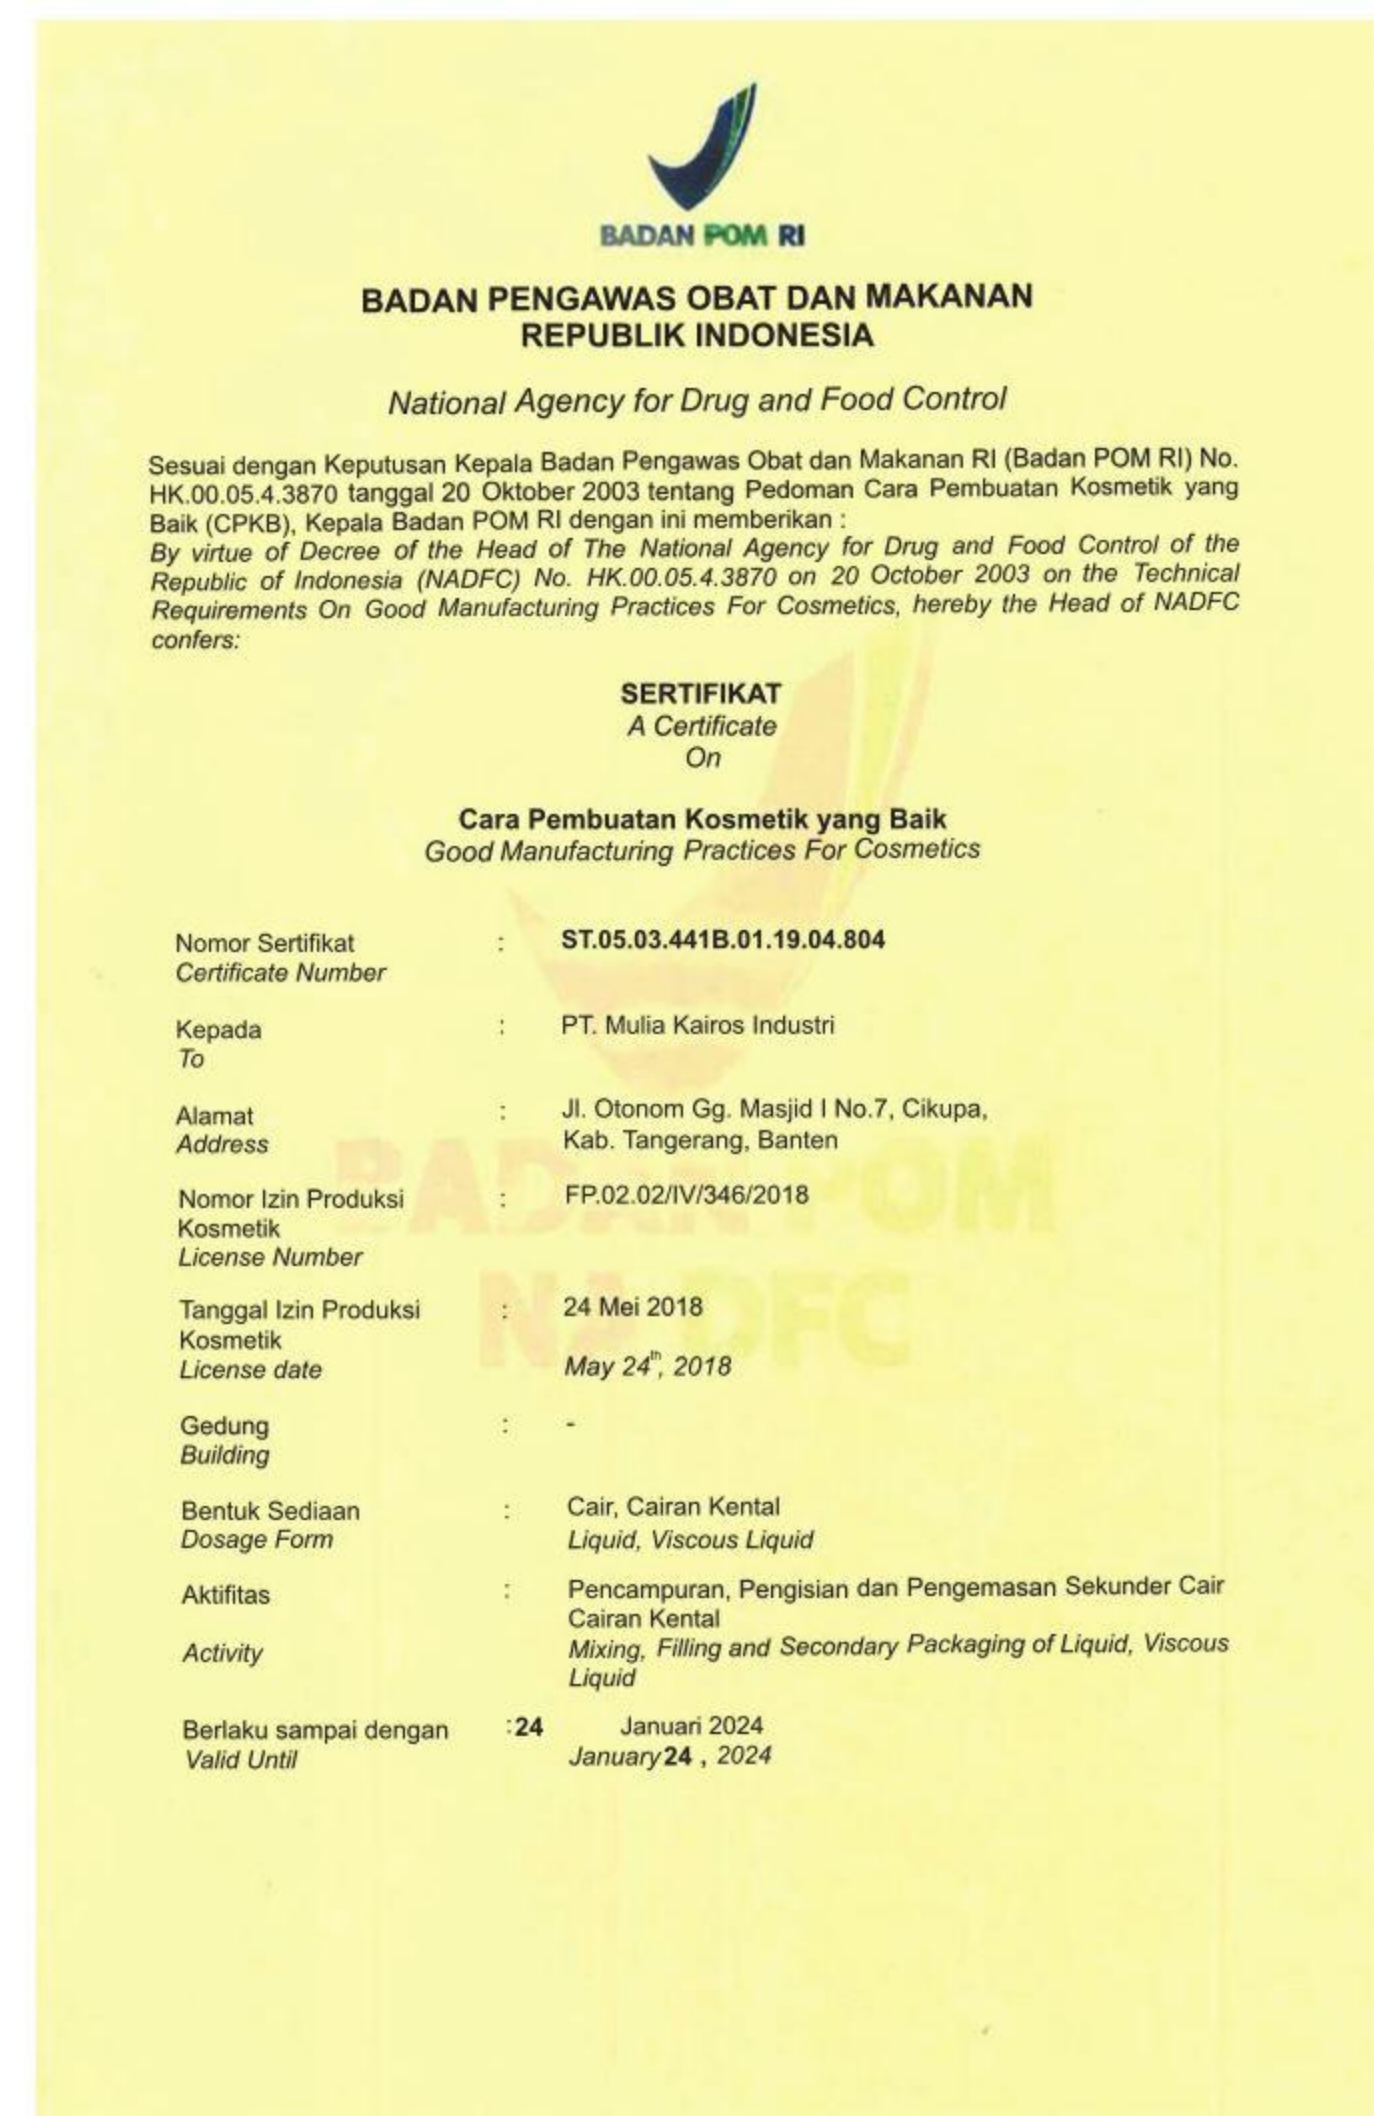 BADAN POM RI
BADAN PENGAWAS OBAT DAN MAKANAN
REPUBLIK INDONESIA
National Agency for Drug and Food Control
Sesuai dengan Keputusan Kepala Badan Pengawas Obat dan Makanan RI (Badan POM RI) No.
HK.00.05.4.3870 tanggal 20 Oktober 2003 tentang Pedoman Cara Pembuatan Kosmetik yang
Baik (CPKB), Kepala Badan POM RI dengan ini memberikan :
By virtue of Decree of the Head of The National Agency for Drug and Food Control of the
Republic of Indonesia (NADFC) No. HK.00.05.4.3870 on 20 October 2003 on the Technical
Requirements On Good Manufacturing Practices For Cosmetics, hereby the Head of NADFC
confers:
SERTIFIKAT
A Certificate
On
Cara Pembuatan Kosmetik yang Baik
Good Manufacturing Practices For Cosmetics
Nomor Sertifikat : ST.05.03.441B.01.19.04.804
Certificate Number
Kepada : PT. Mulia Kairos Industri
To
Alamat : Jl. Otonom Gg. Masjid I No.7, Cikupa,
Address Kab. Tangerang, Banten
BADAN POM
Nomor Izin Produksi : FP.02.02/IV/346/2018
Kosmetik
License Number
NADFC
Tanggal Izin Produksi : 24 Mei 2018
Kosmetik
License date May 24th, 2018
Gedung : -
Building
Bentuk Sediaan : Cair, Cairan Kental
Dosage Form Liquid, Viscous Liquid
Aktifitas : Pencampuran, Pengisian dan Pengemasan Sekunder Cair
Cairan Kental
Activity Mixing, Filling and Secondary Packaging of Liquid, Viscous
Liquid
Berlaku sampai dengan :24 Januari 2024
Valid Until January24 , 2024